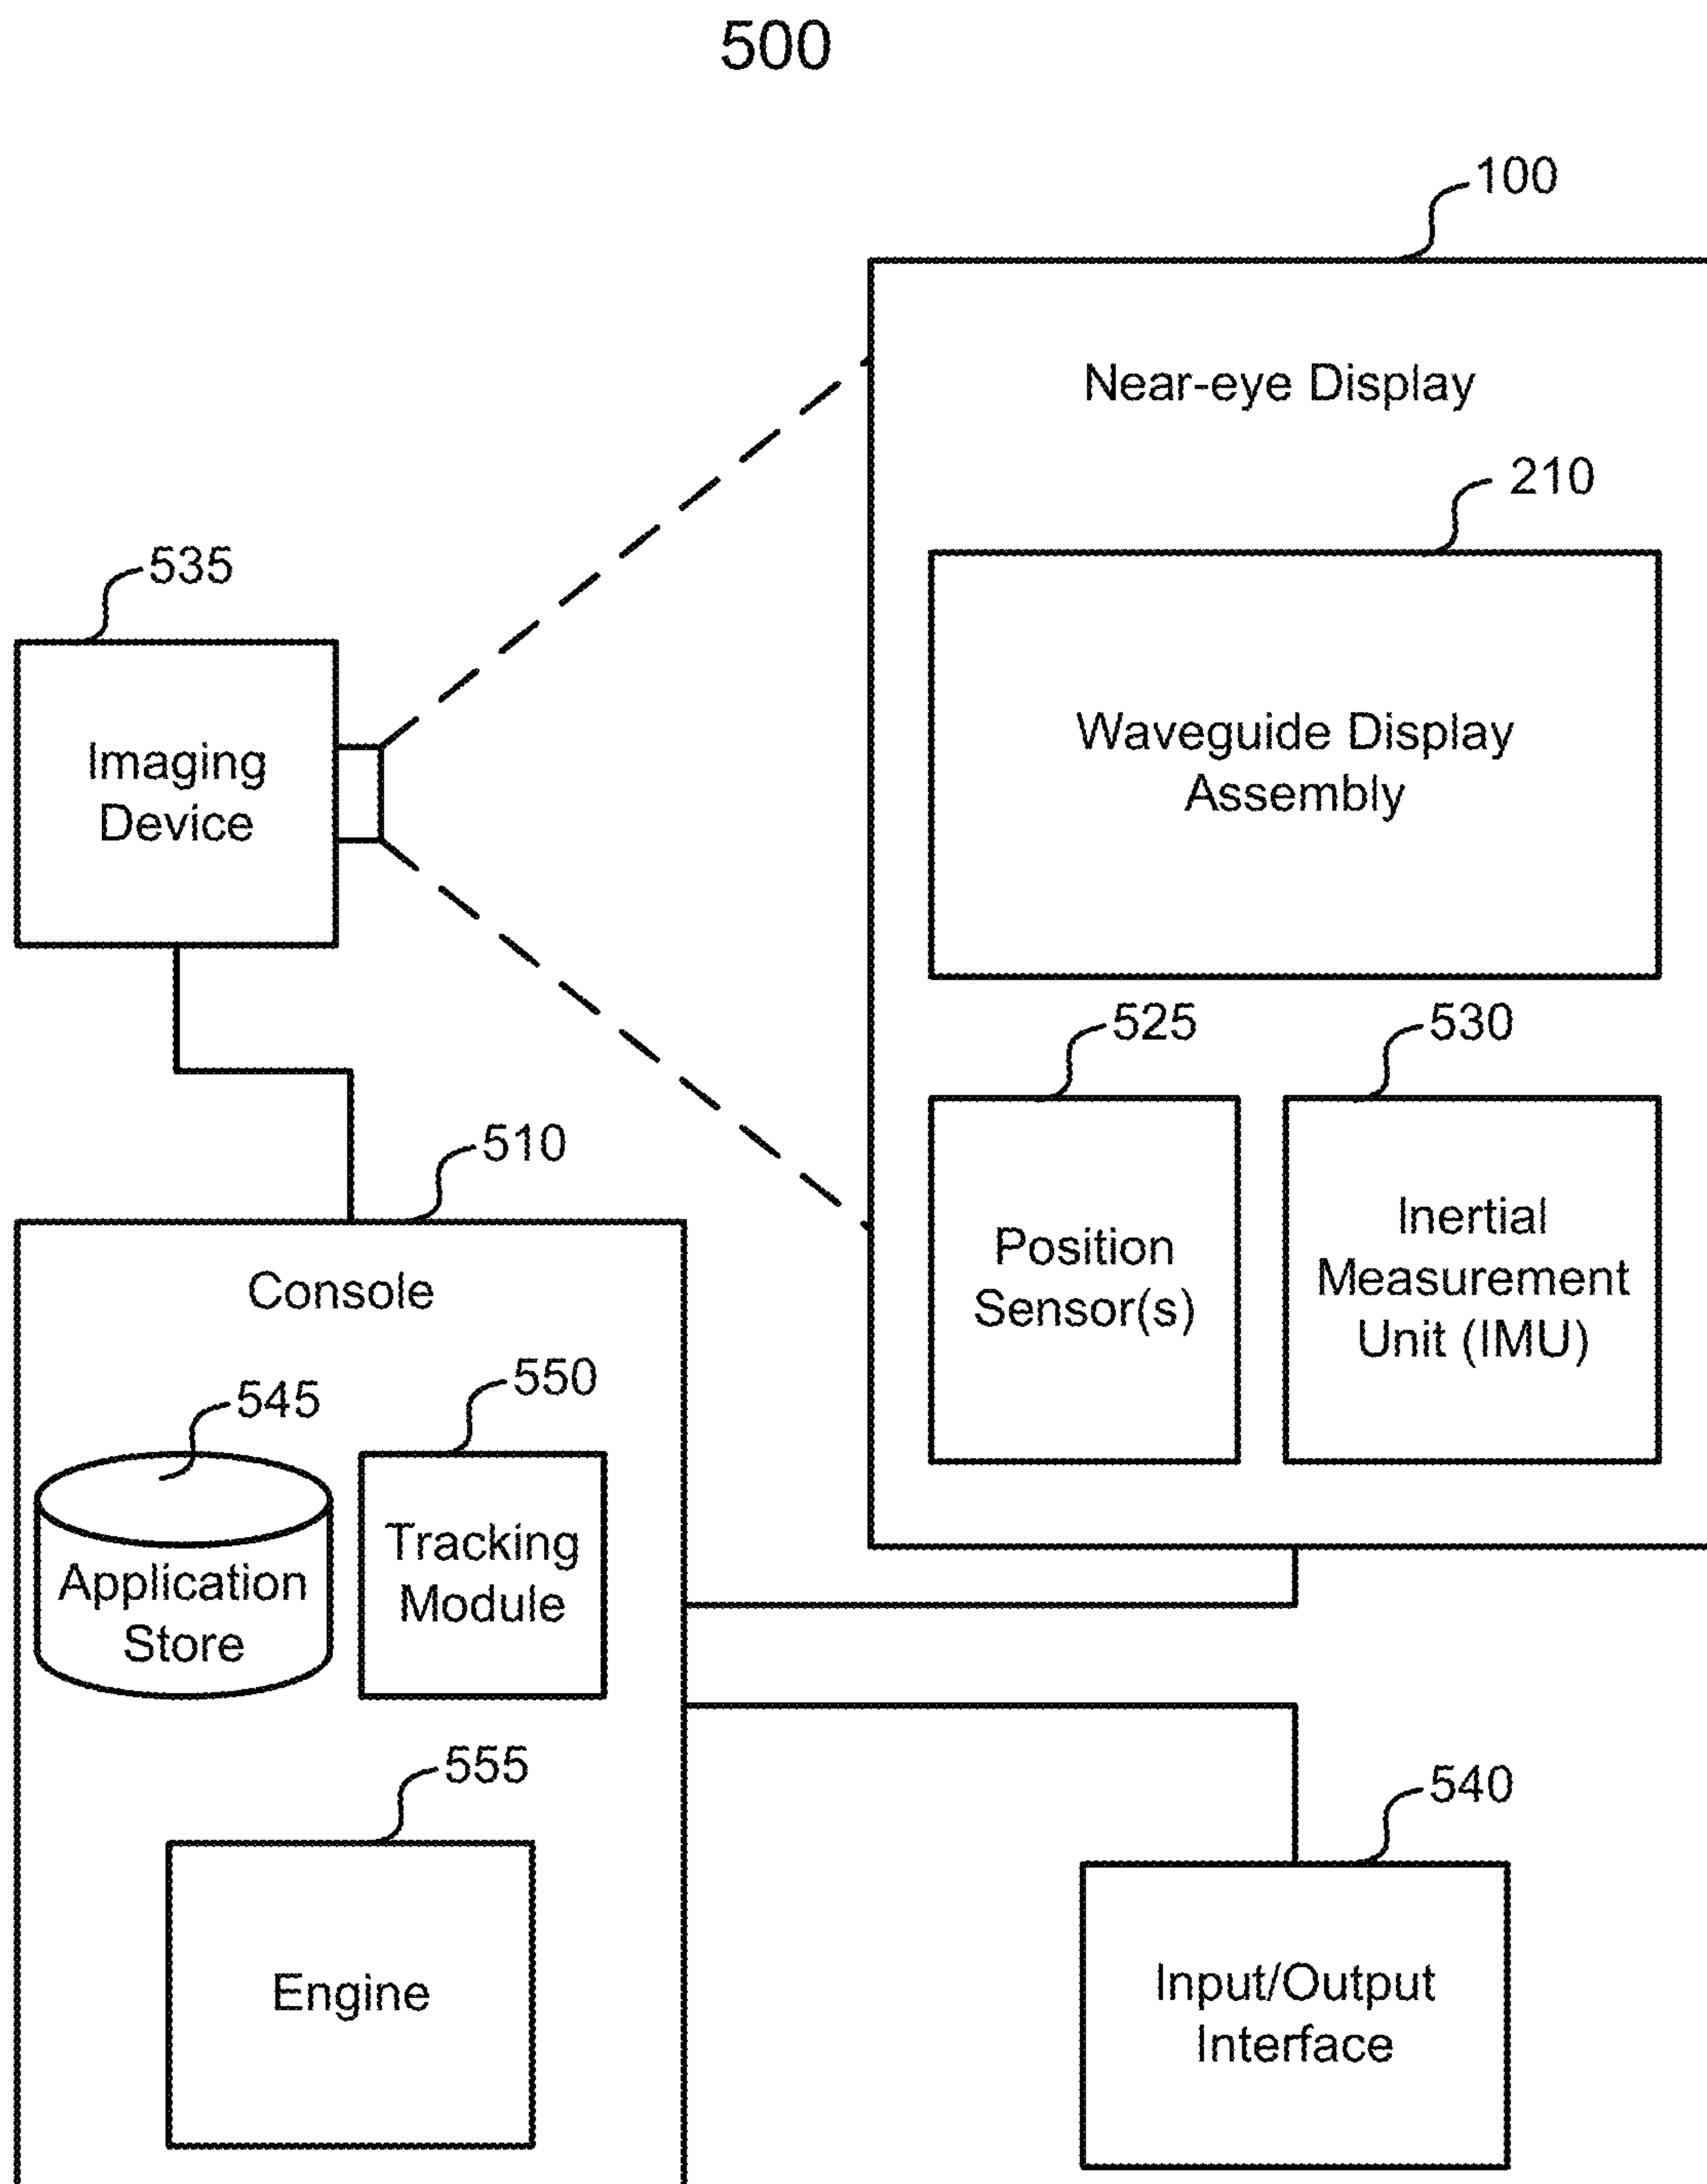 500
100
Near-eye Display
210
Waveguide Display
Assembly
535
Imaging
Device
525
530
Position
Sensor(s)
Inertial
Measurement
Unit (IMU)
510
Console
545
550
Application
Store
Tracking
Module
555
Engine
540
Input/Output
Interface